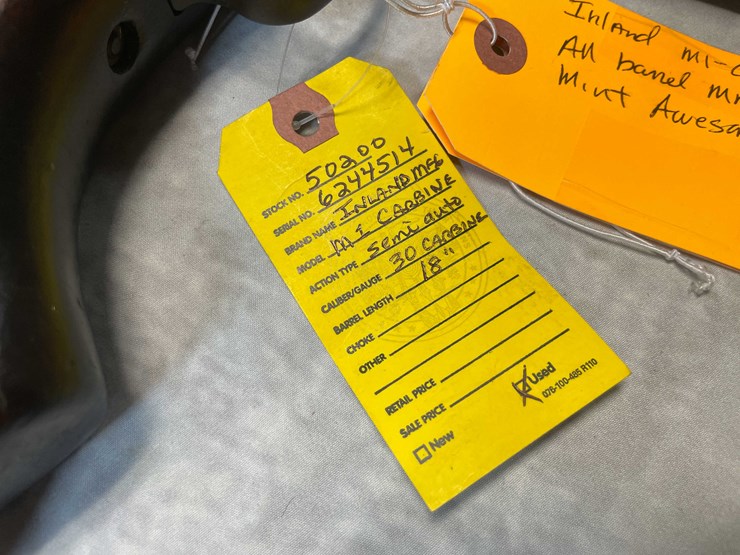 STOCK NO. 50200
SERIAL NO. 6244514
BRAND NAME INLAND MFG
MODEL M1 CARBINE
ACTION TYPE Semi auto
CALIBER/GAUGE 30 CARBINE
BARREL LENGTH 18"
CHOKE
OTHER
RETAIL PRICE
SALE PRICE
New Used
076-100-485 R110
Inland M1-
All barrel
Mint